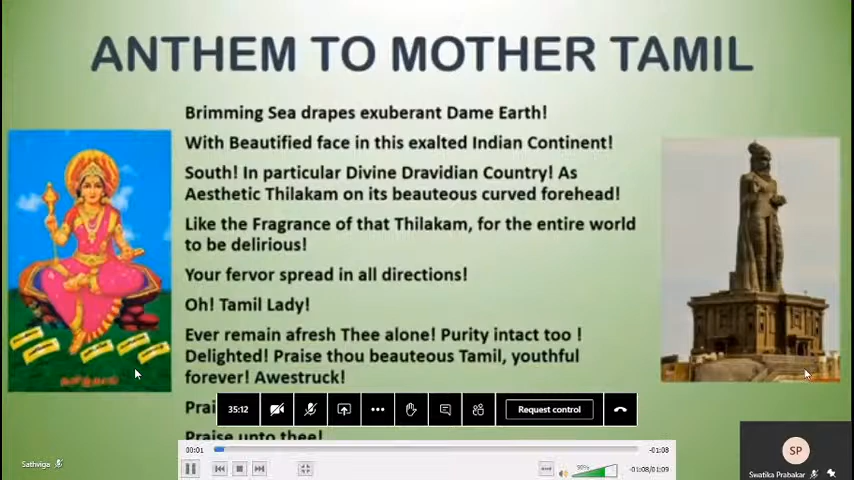 ANTHEM TO MOTHER TAMIL
Brimming Sea drapes exuberant Dame Earth!
With Beautified face in this exalted Indian Continent!
South! In particular Divine Dravidian Country! As
Aesthetic Thilakam on its beauteous curved forehead!
Like the Fragrance of that Thilakam, for the entire world
to be delirious!
Your fervor spread in all directions!
Oh! Tamil Lady!
Ever remain afresh Thee alone! Purity intact too !
Delighted! Praise thou beauteous Tamil, youthful
forever! Awestruck!
Prai
35:12
Request control
Praise unto thee!
00:01
-01:08
90%
-01:08/01:09
Sathviga
SP
Swatika Prabakar